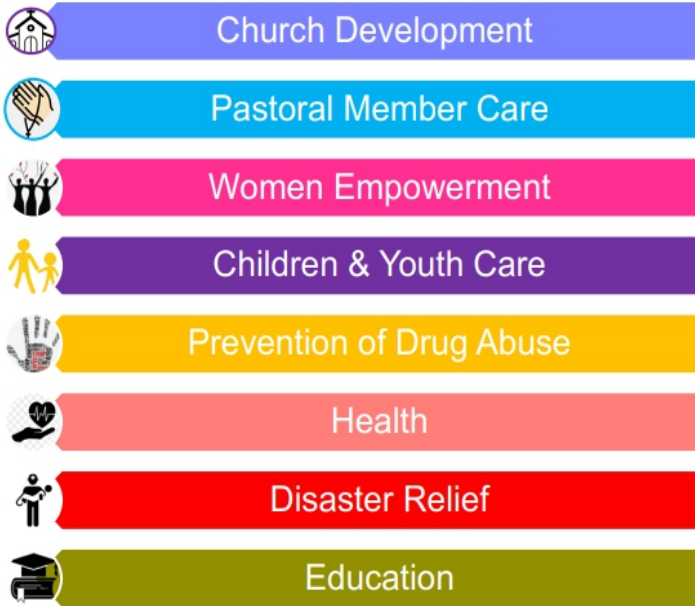 Church Development
Pastoral Member Care
Women Empowerment
Children & Youth Care
Prevention of Drug Abuse
Health
Disaster Relief
Education